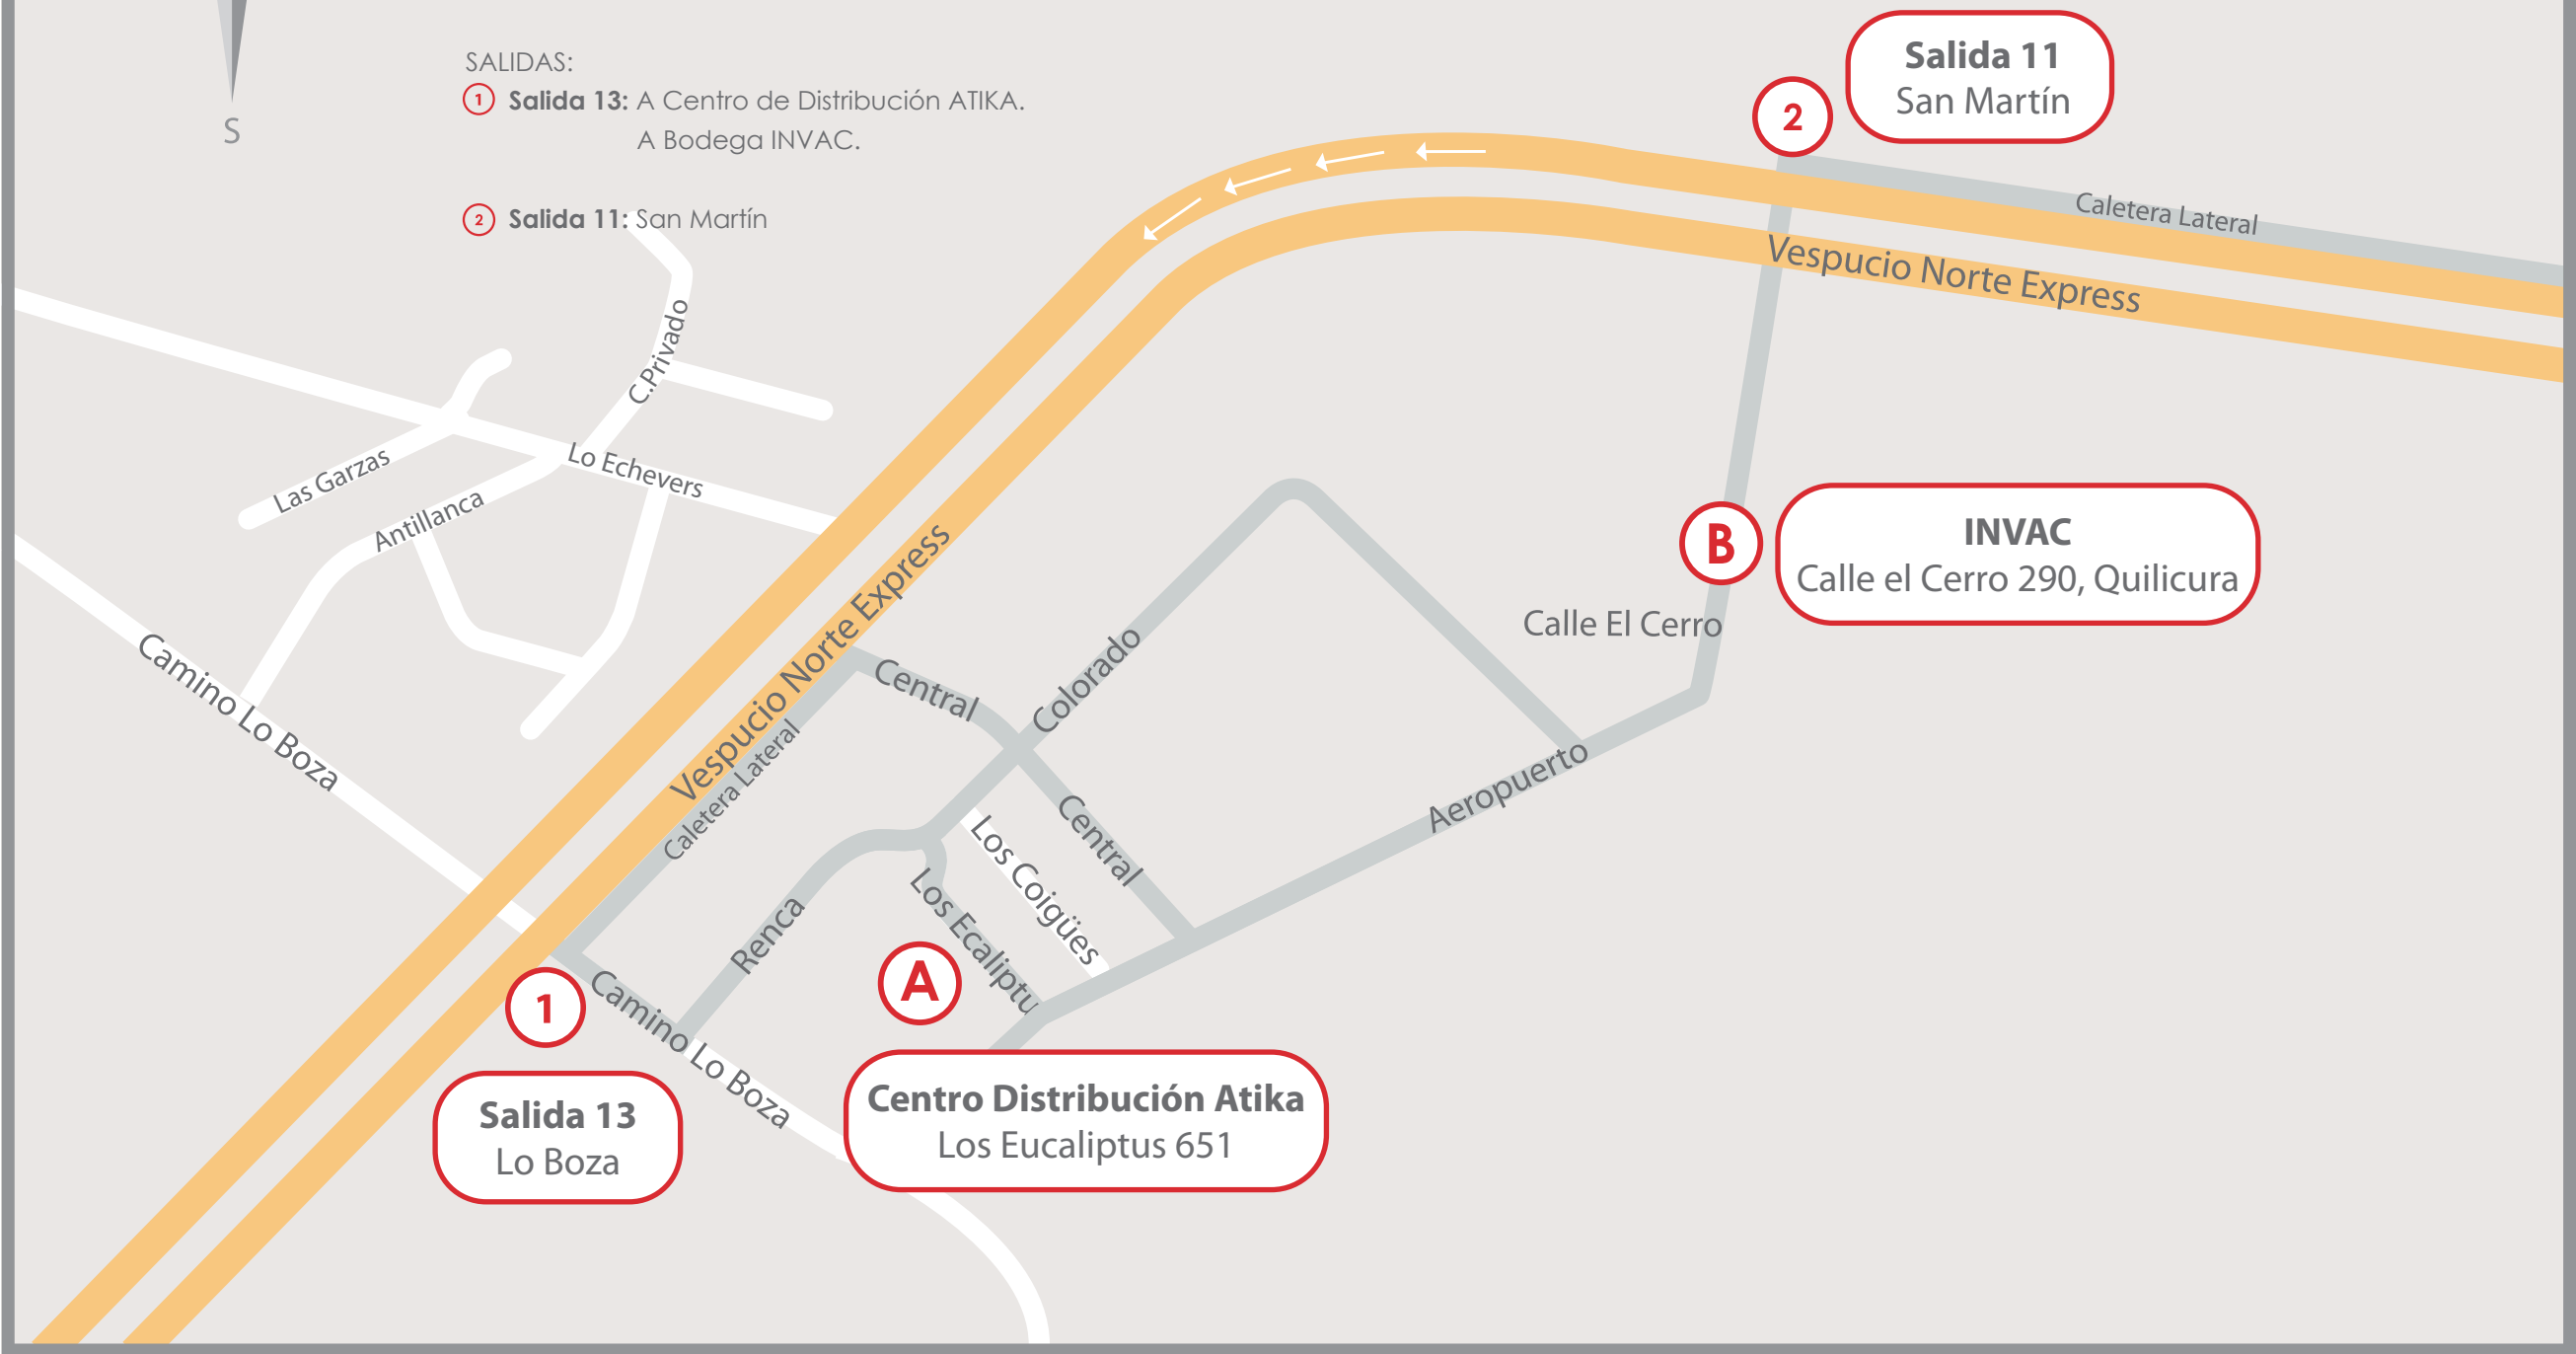 S
SALIDAS:
1 Salida 13: A Centro de Distribución ATIKA.
A Bodega INVAC.
2 Salida 11: San Martín
2
Salida 11
San Martín
Caletera Lateral
Vespucio Norte Express
C.Privado
Lo Echevers
Las Garzas
Antillanca
Camino Lo Boza
B
INVAC
Calle el Cerro 290, Quilicura
Calle El Cerro
Vespucio Norte Express
Caletera Lateral
Central
Colorado
Central
Los Coigües
Aeropuerto
Renca
Los Ecaliptu
A
1
Camino Lo Boza
Salida 13
Lo Boza
Centro Distribución Atika
Los Eucaliptus 651